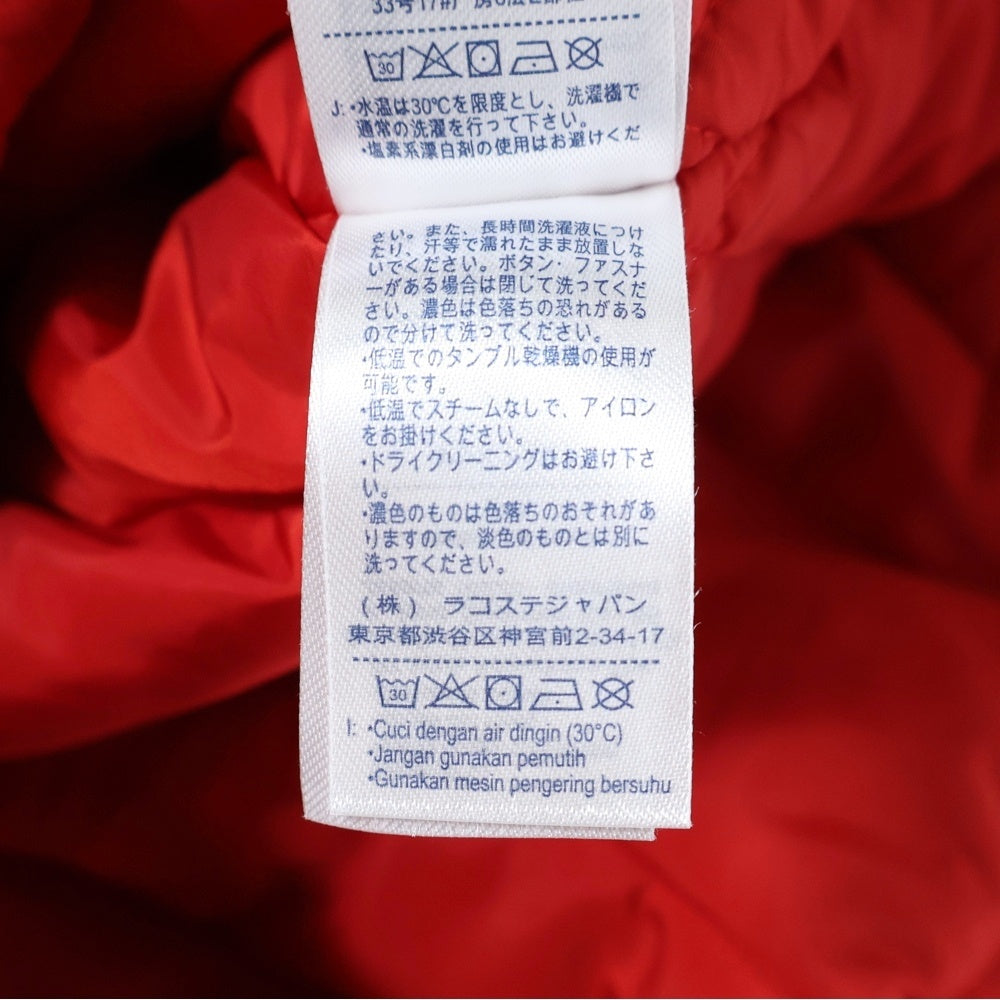 33号17
J: ・水温は30℃を限度とし、洗濯機で
通常の洗濯を行って下さい。
・塩素系漂白剤の使用はお避けくだ
さい。また、長時間洗濯液につけ
たり、汗等で濡れたまま放置しな
いでください。ボタン・ファスナ
ーがある場合は閉じて洗ってくだ
さい。濃色は色落ちの恐れがある
ので分けて洗ってください。
・低温でのタンブル乾燥機の使用が
可能です。
・低温でスチームなしで、アイロン
をお掛けください。
・ドライクリーニングはお避け下さ
い。
・濃色のものは色落ちのおそれがあ
りますので、淡色のものとは別に
洗ってください。
(株) ラコステジャパン
東京都渋谷区神宮前2-34-17
30
I: •Cuci dengan air dingin (30°C)
•Jangan gunakan pemutih
•Gunakan mesin pengering bersuhu